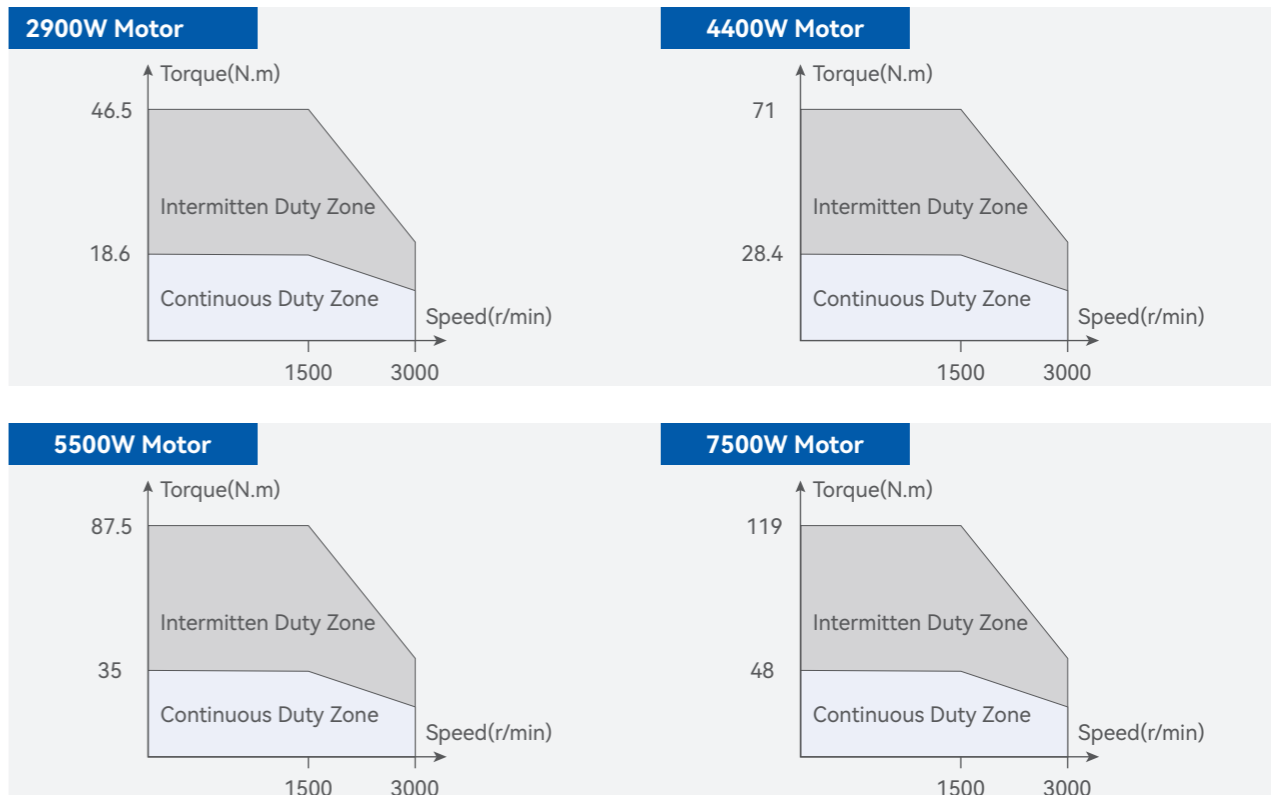 2900W Motor
Torque(N.m)
46.5
Intermitten Duty Zone
18.6
Continuous Duty Zone
Speed(r/min)
1500 3000
4400W Motor
Torque(N.m)
71
Intermitten Duty Zone
28.4
Continuous Duty Zone
Speed(r/min)
1500 3000
5500W Motor
Torque(N.m)
87.5
Intermitten Duty Zone
35
Continuous Duty Zone
Speed(r/min)
1500 3000
7500W Motor
Torque(N.m)
119
Intermitten Duty Zone
48
Continuous Duty Zone
Speed(r/min)
1500 3000